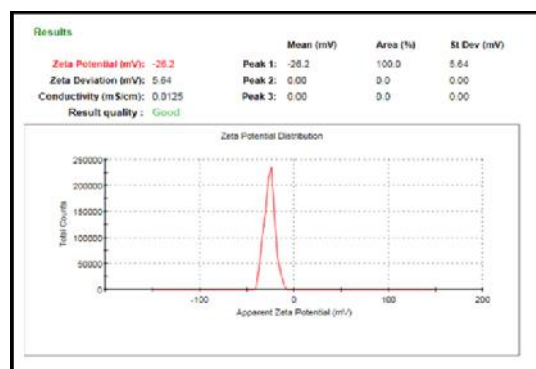 Results
Mean (mV) Area (%) St Dev (mV)
Zeta Potential (mV): -26.2 Peak 1: -26.2 100.0 5.64
Zeta Deviation (mV): 5.64 Peak 2: 0.00 0.0 0.00
Conductivity (mS/cm): 0.0125 Peak 3: 0.00 0.0 0.00
Result quality : Good
Zeta Potential Distribution
250000
200000
150000
100000
50000
0
Total Counts
-100 0 100 200
Apparent Zeta Potential (mV)